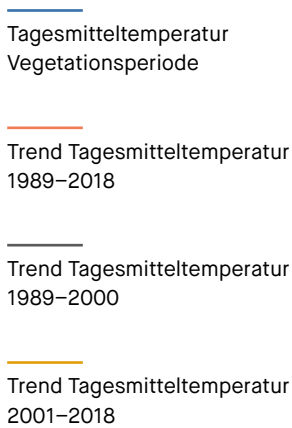 Tagesmitteltemperatur
Vegetationsperiode
Trend Tagesmitteltemperatur
1989–2018
Trend Tagesmitteltemperatur
1989–2000
Trend Tagesmitteltemperatur
2001–2018